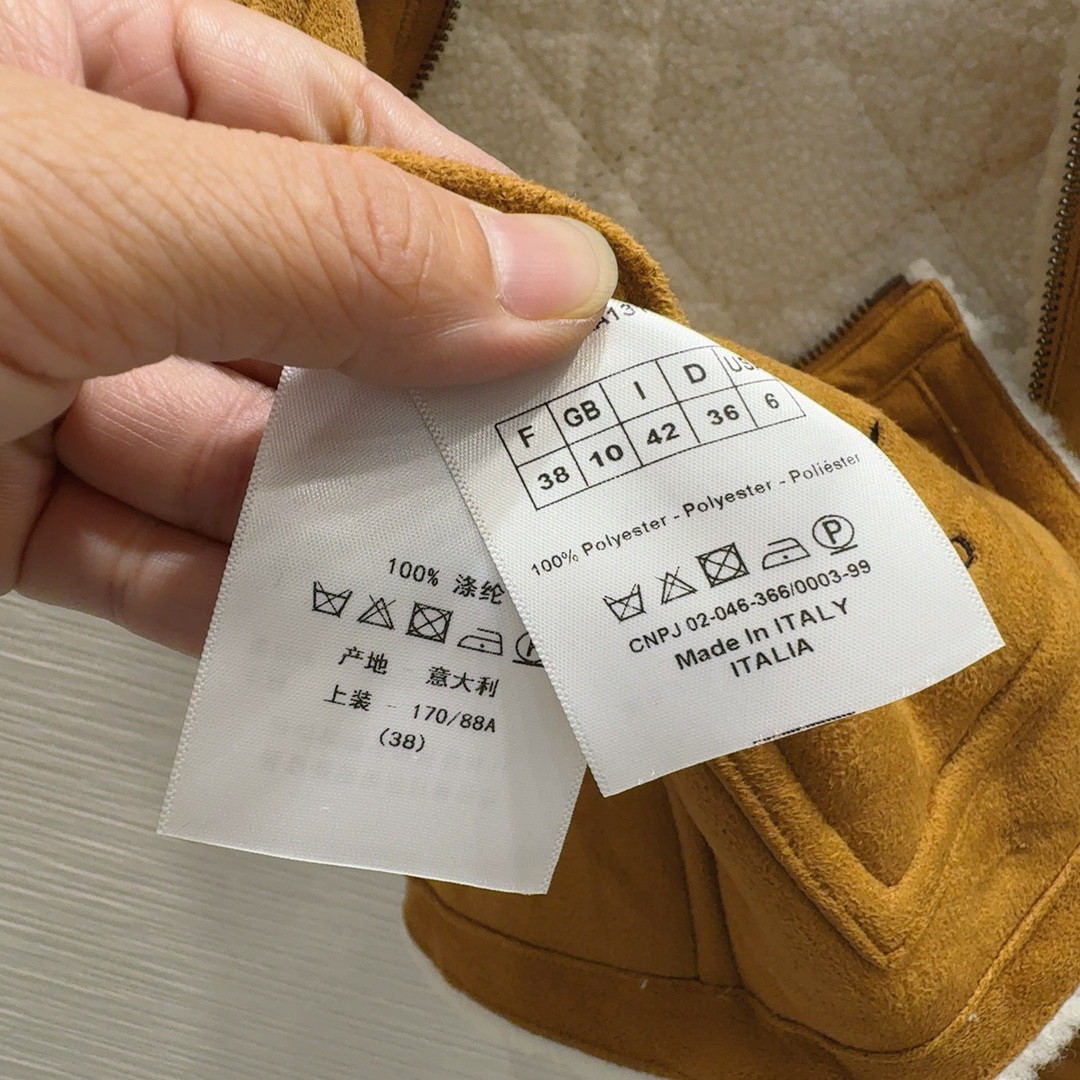 100% 涤纶
产地 意大利
上装 - 170/88A
(38)
F GB I D US
38 10 42 36 6
100% Polyester - Polyester - Poliéster
P
CNPJ 02-046-366/0003-99
Made In ITALY
ITALIA